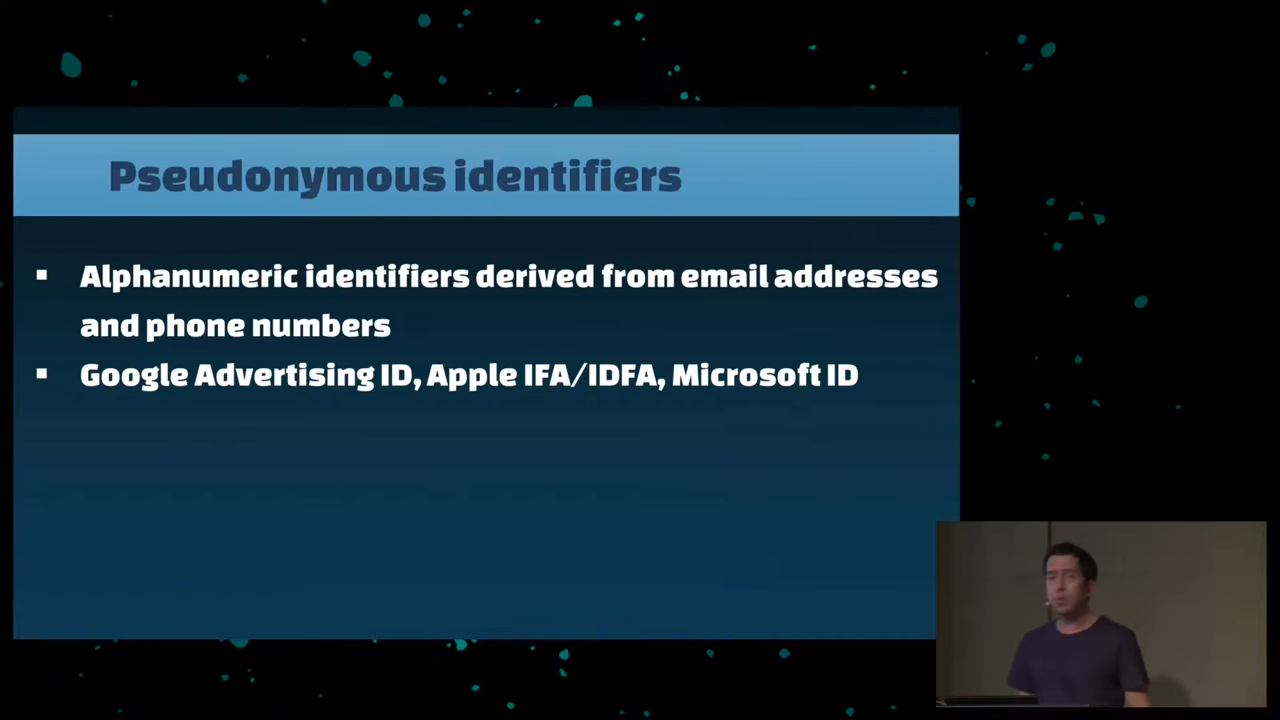 Pseudonymous identifiers
▪ Alphanumeric identifiers derived from email addresses
and phone numbers
▪ Google Advertising ID, Apple IFA/IDFA, Microsoft ID